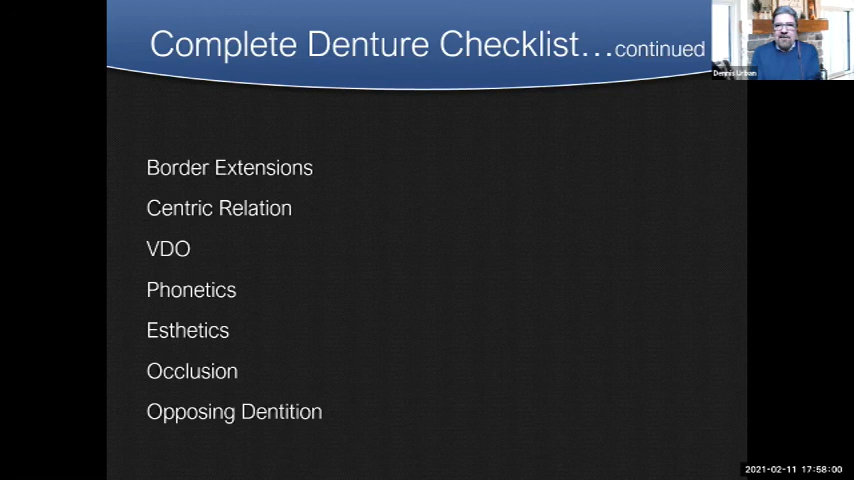 Complete Denture Checklist...continued
Dennis Urban
Border Extensions
Centric Relation
VDO
Phonetics
Esthetics
Occlusion
Opposing Dentition
2021-02-11 17:58:00